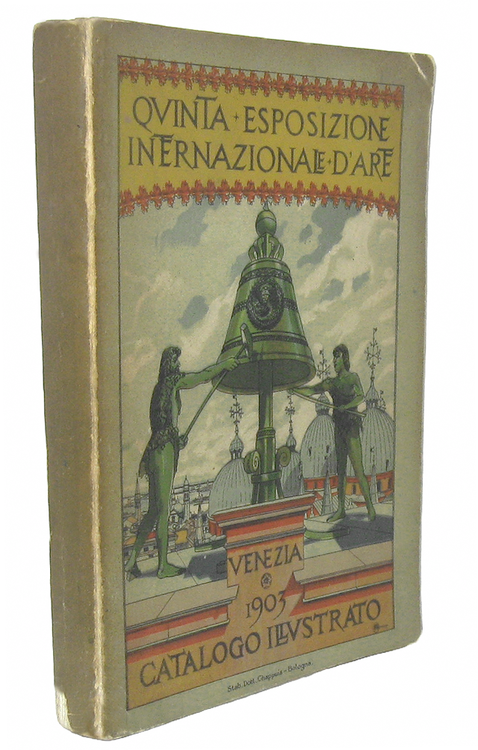 QVINTA · ESPOSIZIONE
INTERNAZIONALE · D'ARTE
VENEZIA
1903
CATALOGO ILLVSTRATO
Stab. Dott. Chappuis - Bologna.